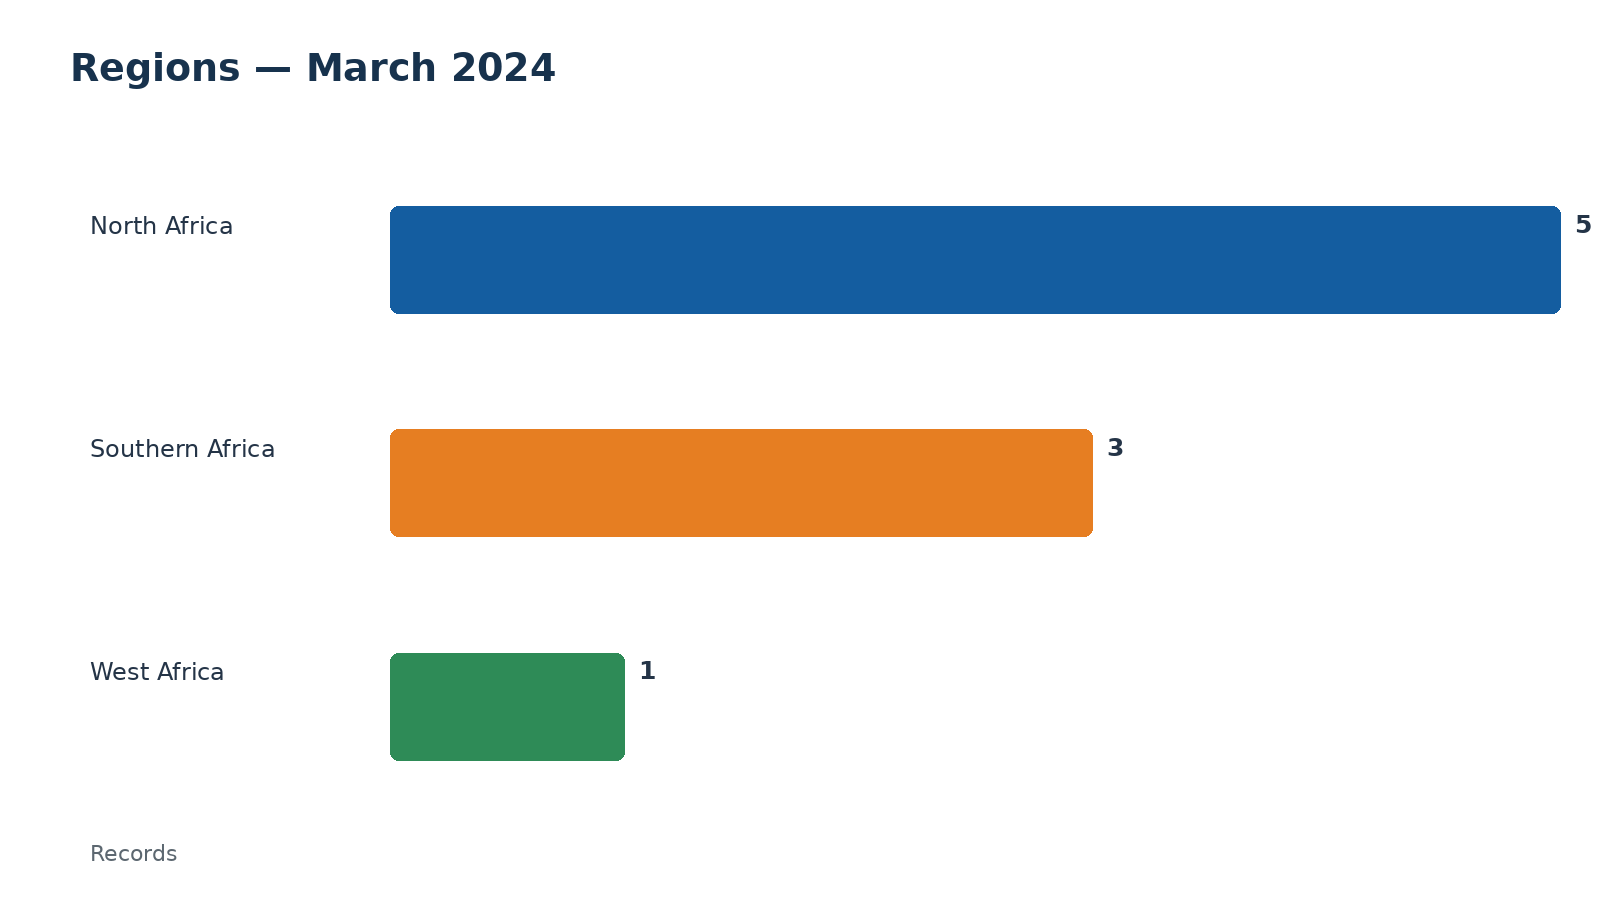 Regions — March 2024
North Africa 5
Southern Africa 3
West Africa 1
Records